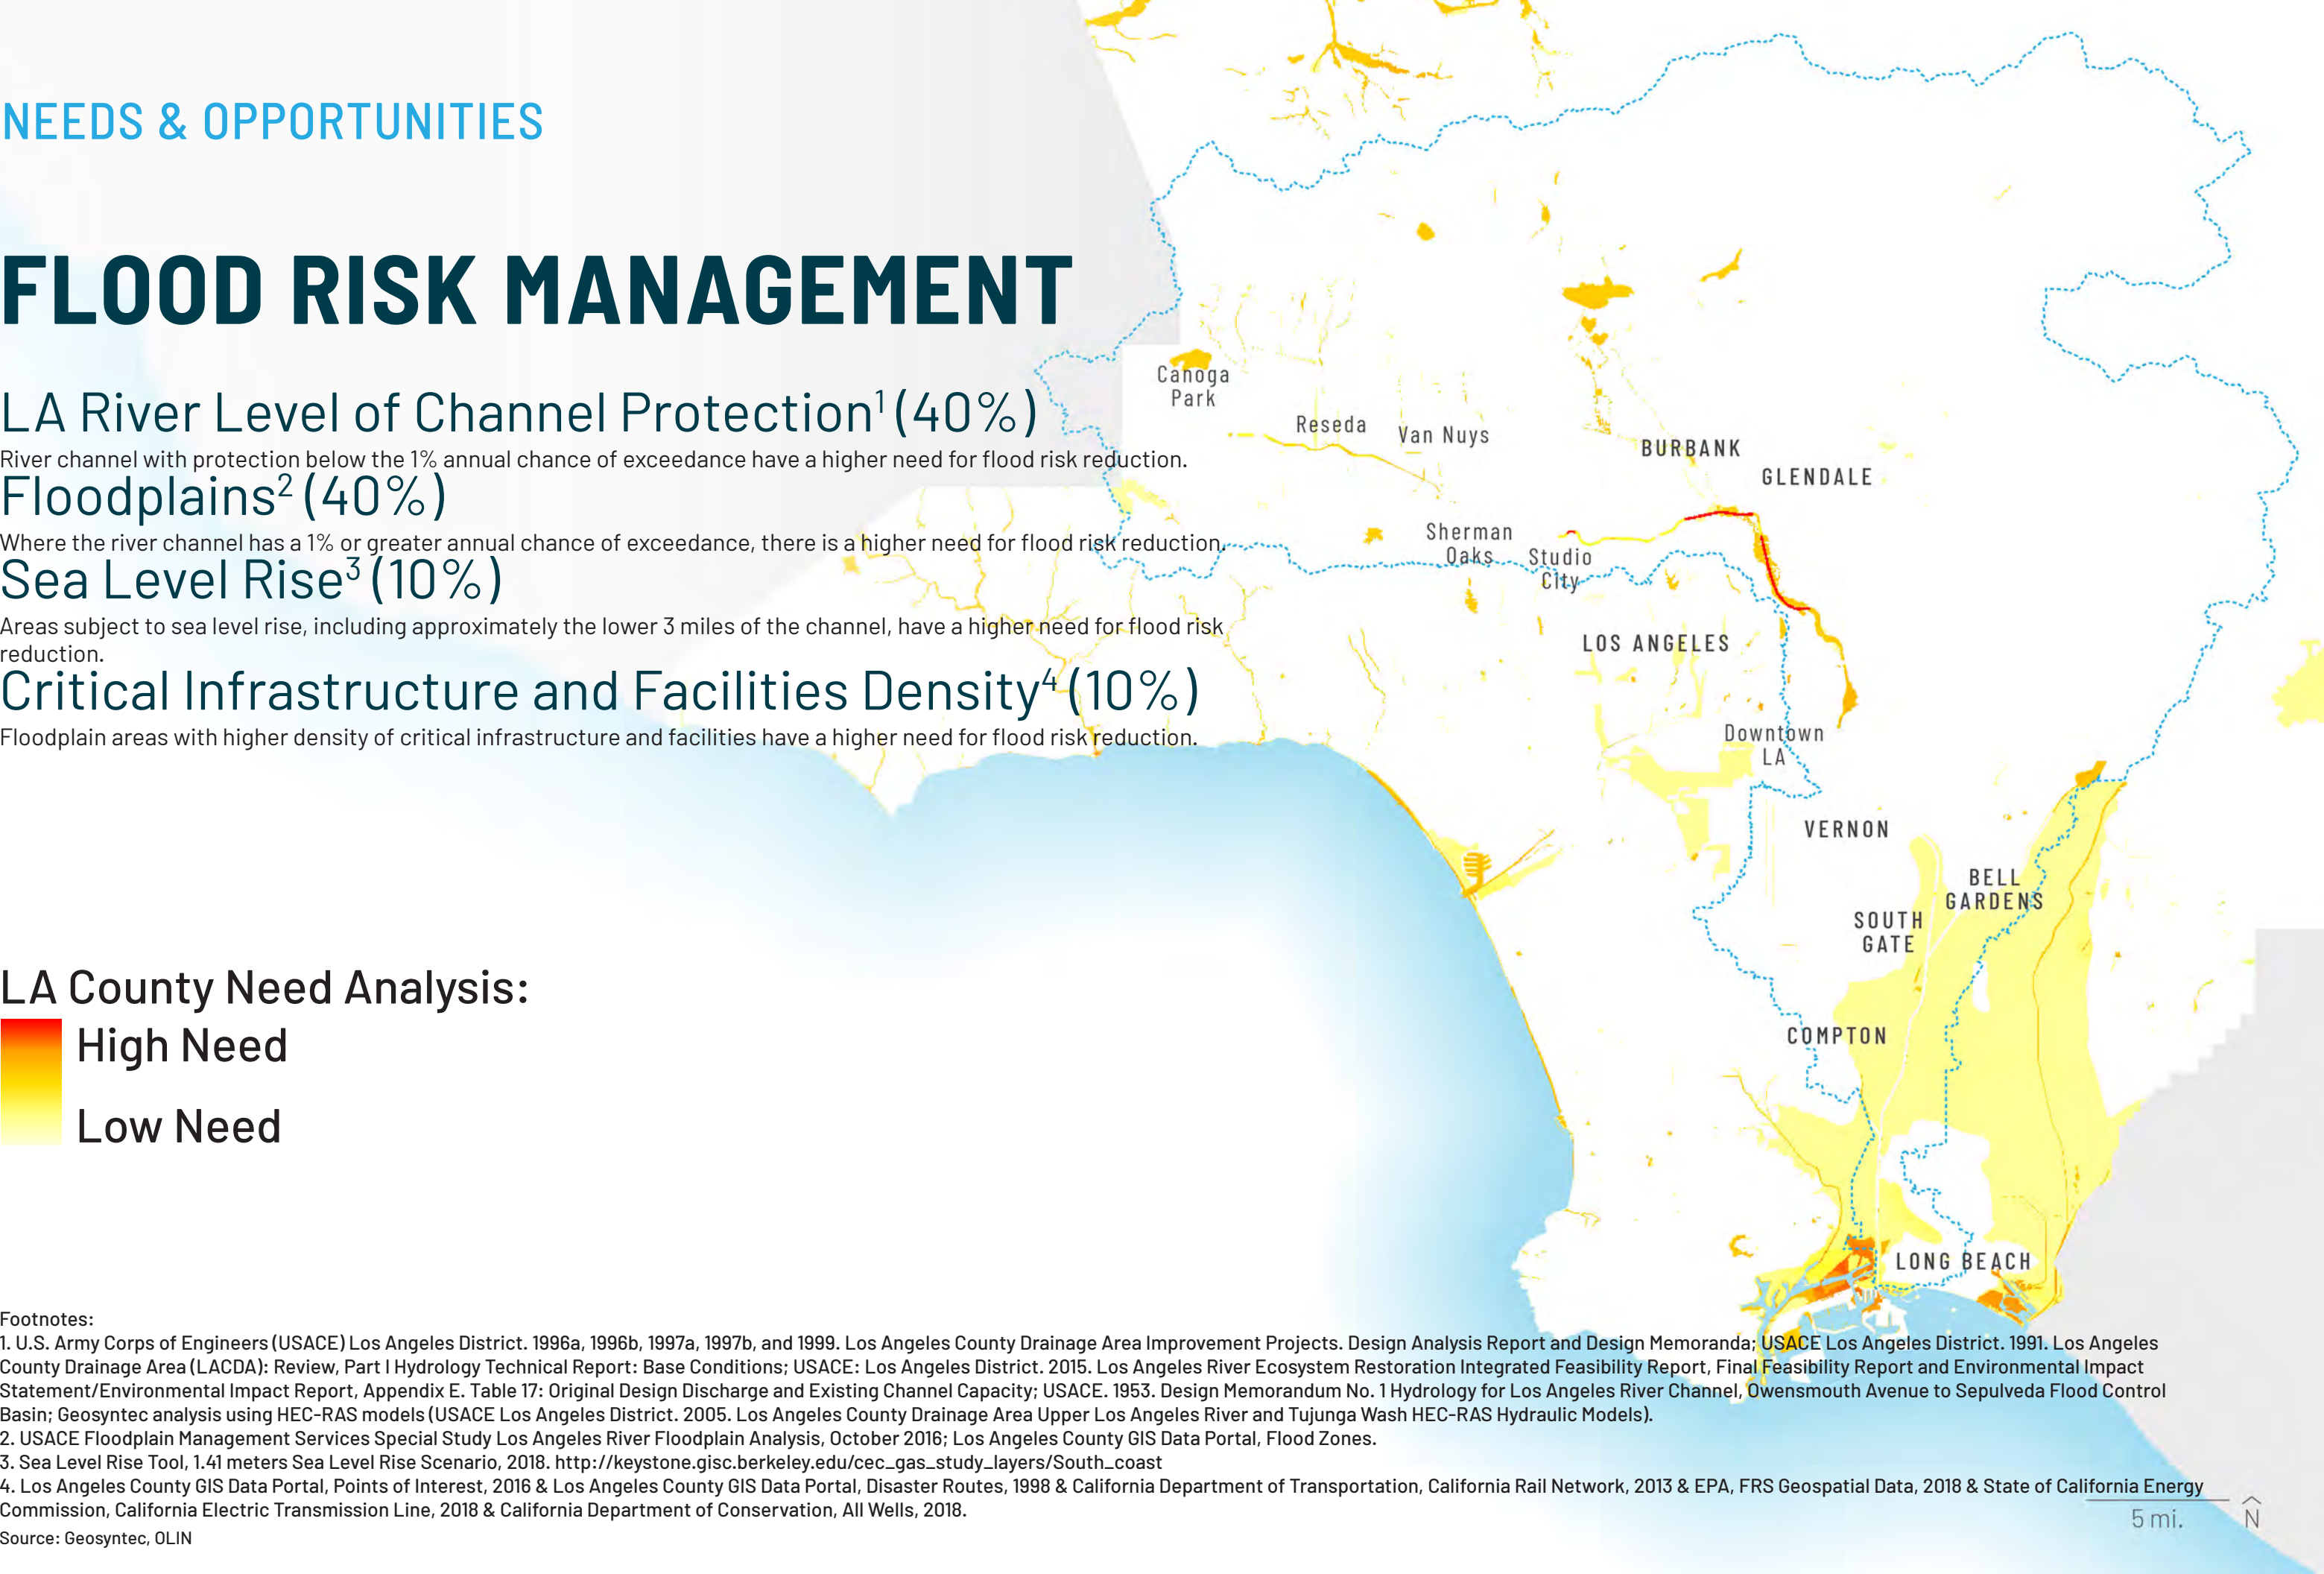 NEEDS & OPPORTUNITIES
FLOOD RISK MANAGEMENT
LA River Level of Channel Protection¹ (40%)
River channel with protection below the 1% annual chance of exceedance have a higher need for flood risk reduction.
Floodplains² (40%)
Where the river channel has a 1% or greater annual chance of exceedance, there is a higher need for flood risk reduction.
Sea Level Rise³ (10%)
Areas subject to sea level rise, including approximately the lower 3 miles of the channel, have a higher need for flood risk
reduction.
Critical Infrastructure and Facilities Density⁴ (10%)
Floodplain areas with higher density of critical infrastructure and facilities have a higher need for flood risk reduction.
LA County Need Analysis:
High Need
Low Need
Canoga
Park
Reseda
Van Nuys
BURBANK
GLENDALE
Sherman
Oaks
Studio
City
LOS ANGELES
Downtown
LA
VERNON
BELL
GARDENS
SOUTH
GATE
COMPTON
LONG BEACH
Footnotes:
1. U.S. Army Corps of Engineers (USACE) Los Angeles District. 1996a, 1996b, 1997a, 1997b, and 1999. Los Angeles County Drainage Area Improvement Projects. Design Analysis Report and Design Memoranda; USACE Los Angeles District. 1991. Los Angeles
County Drainage Area (LACDA): Review, Part I Hydrology Technical Report: Base Conditions; USACE: Los Angeles District. 2015. Los Angeles River Ecosystem Restoration Integrated Feasibility Report, Final Feasibility Report and Environmental Impact
Statement/Environmental Impact Report, Appendix E. Table 17: Original Design Discharge and Existing Channel Capacity; USACE. 1953. Design Memorandum No. 1 Hydrology for Los Angeles River Channel, Owensmouth Avenue to Sepulveda Flood Control
Basin; Geosyntec analysis using HEC-RAS models (USACE Los Angeles District. 2005. Los Angeles County Drainage Area Upper Los Angeles River and Tujunga Wash HEC-RAS Hydraulic Models).
2. USACE Floodplain Management Services Special Study Los Angeles River Floodplain Analysis, October 2016; Los Angeles County GIS Data Portal, Flood Zones.
3. Sea Level Rise Tool, 1.41 meters Sea Level Rise Scenario, 2018. http://keystone.gisc.berkeley.edu/cec_gas_study_layers/South_coast
4. Los Angeles County GIS Data Portal, Points of Interest, 2016 & Los Angeles County GIS Data Portal, Disaster Routes, 1998 & California Department of Transportation, California Rail Network, 2013 & EPA, FRS Geospatial Data, 2018 & State of California Energy
Commission, California Electric Transmission Line, 2018 & California Department of Conservation, All Wells, 2018.
Source: Geosyntec, OLIN
5 mi.
N